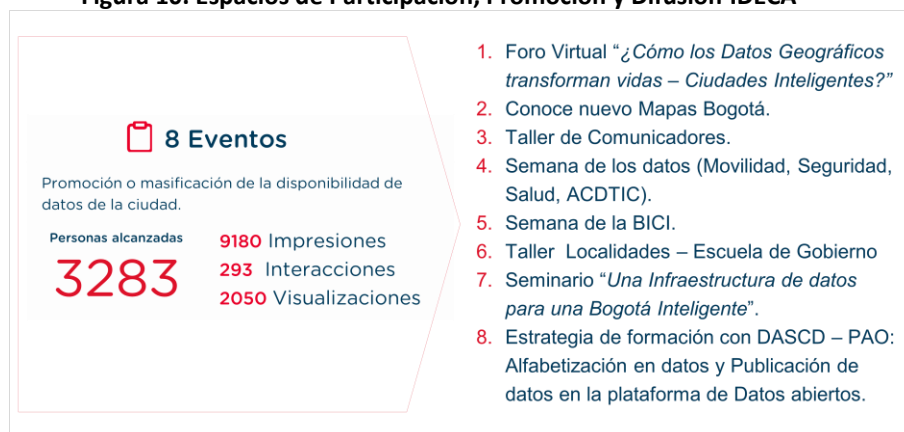 Figura 10. Espacios de Participación, Promoción y Difusión IDECA
8 Eventos
Promoción o masificación de la disponibilidad de
datos de la ciudad.
Personas alcanzadas
3283
9180 Impresiones
293 Interacciones
2050 Visualizaciones
1. Foro Virtual “¿Cómo los Datos Geográficos
transforman vidas – Ciudades Inteligentes?”
2. Conoce nuevo Mapas Bogotá.
3. Taller de Comunicadores.
4. Semana de los datos (Movilidad, Seguridad,
Salud, ACDTIC).
5. Semana de la BICI.
6. Taller Localidades – Escuela de Gobierno
7. Seminario “Una Infraestructura de datos
para una Bogotá Inteligente”.
8. Estrategia de formación con DASCD – PAO:
Alfabetización en datos y Publicación de
datos en la plataforma de Datos abiertos.